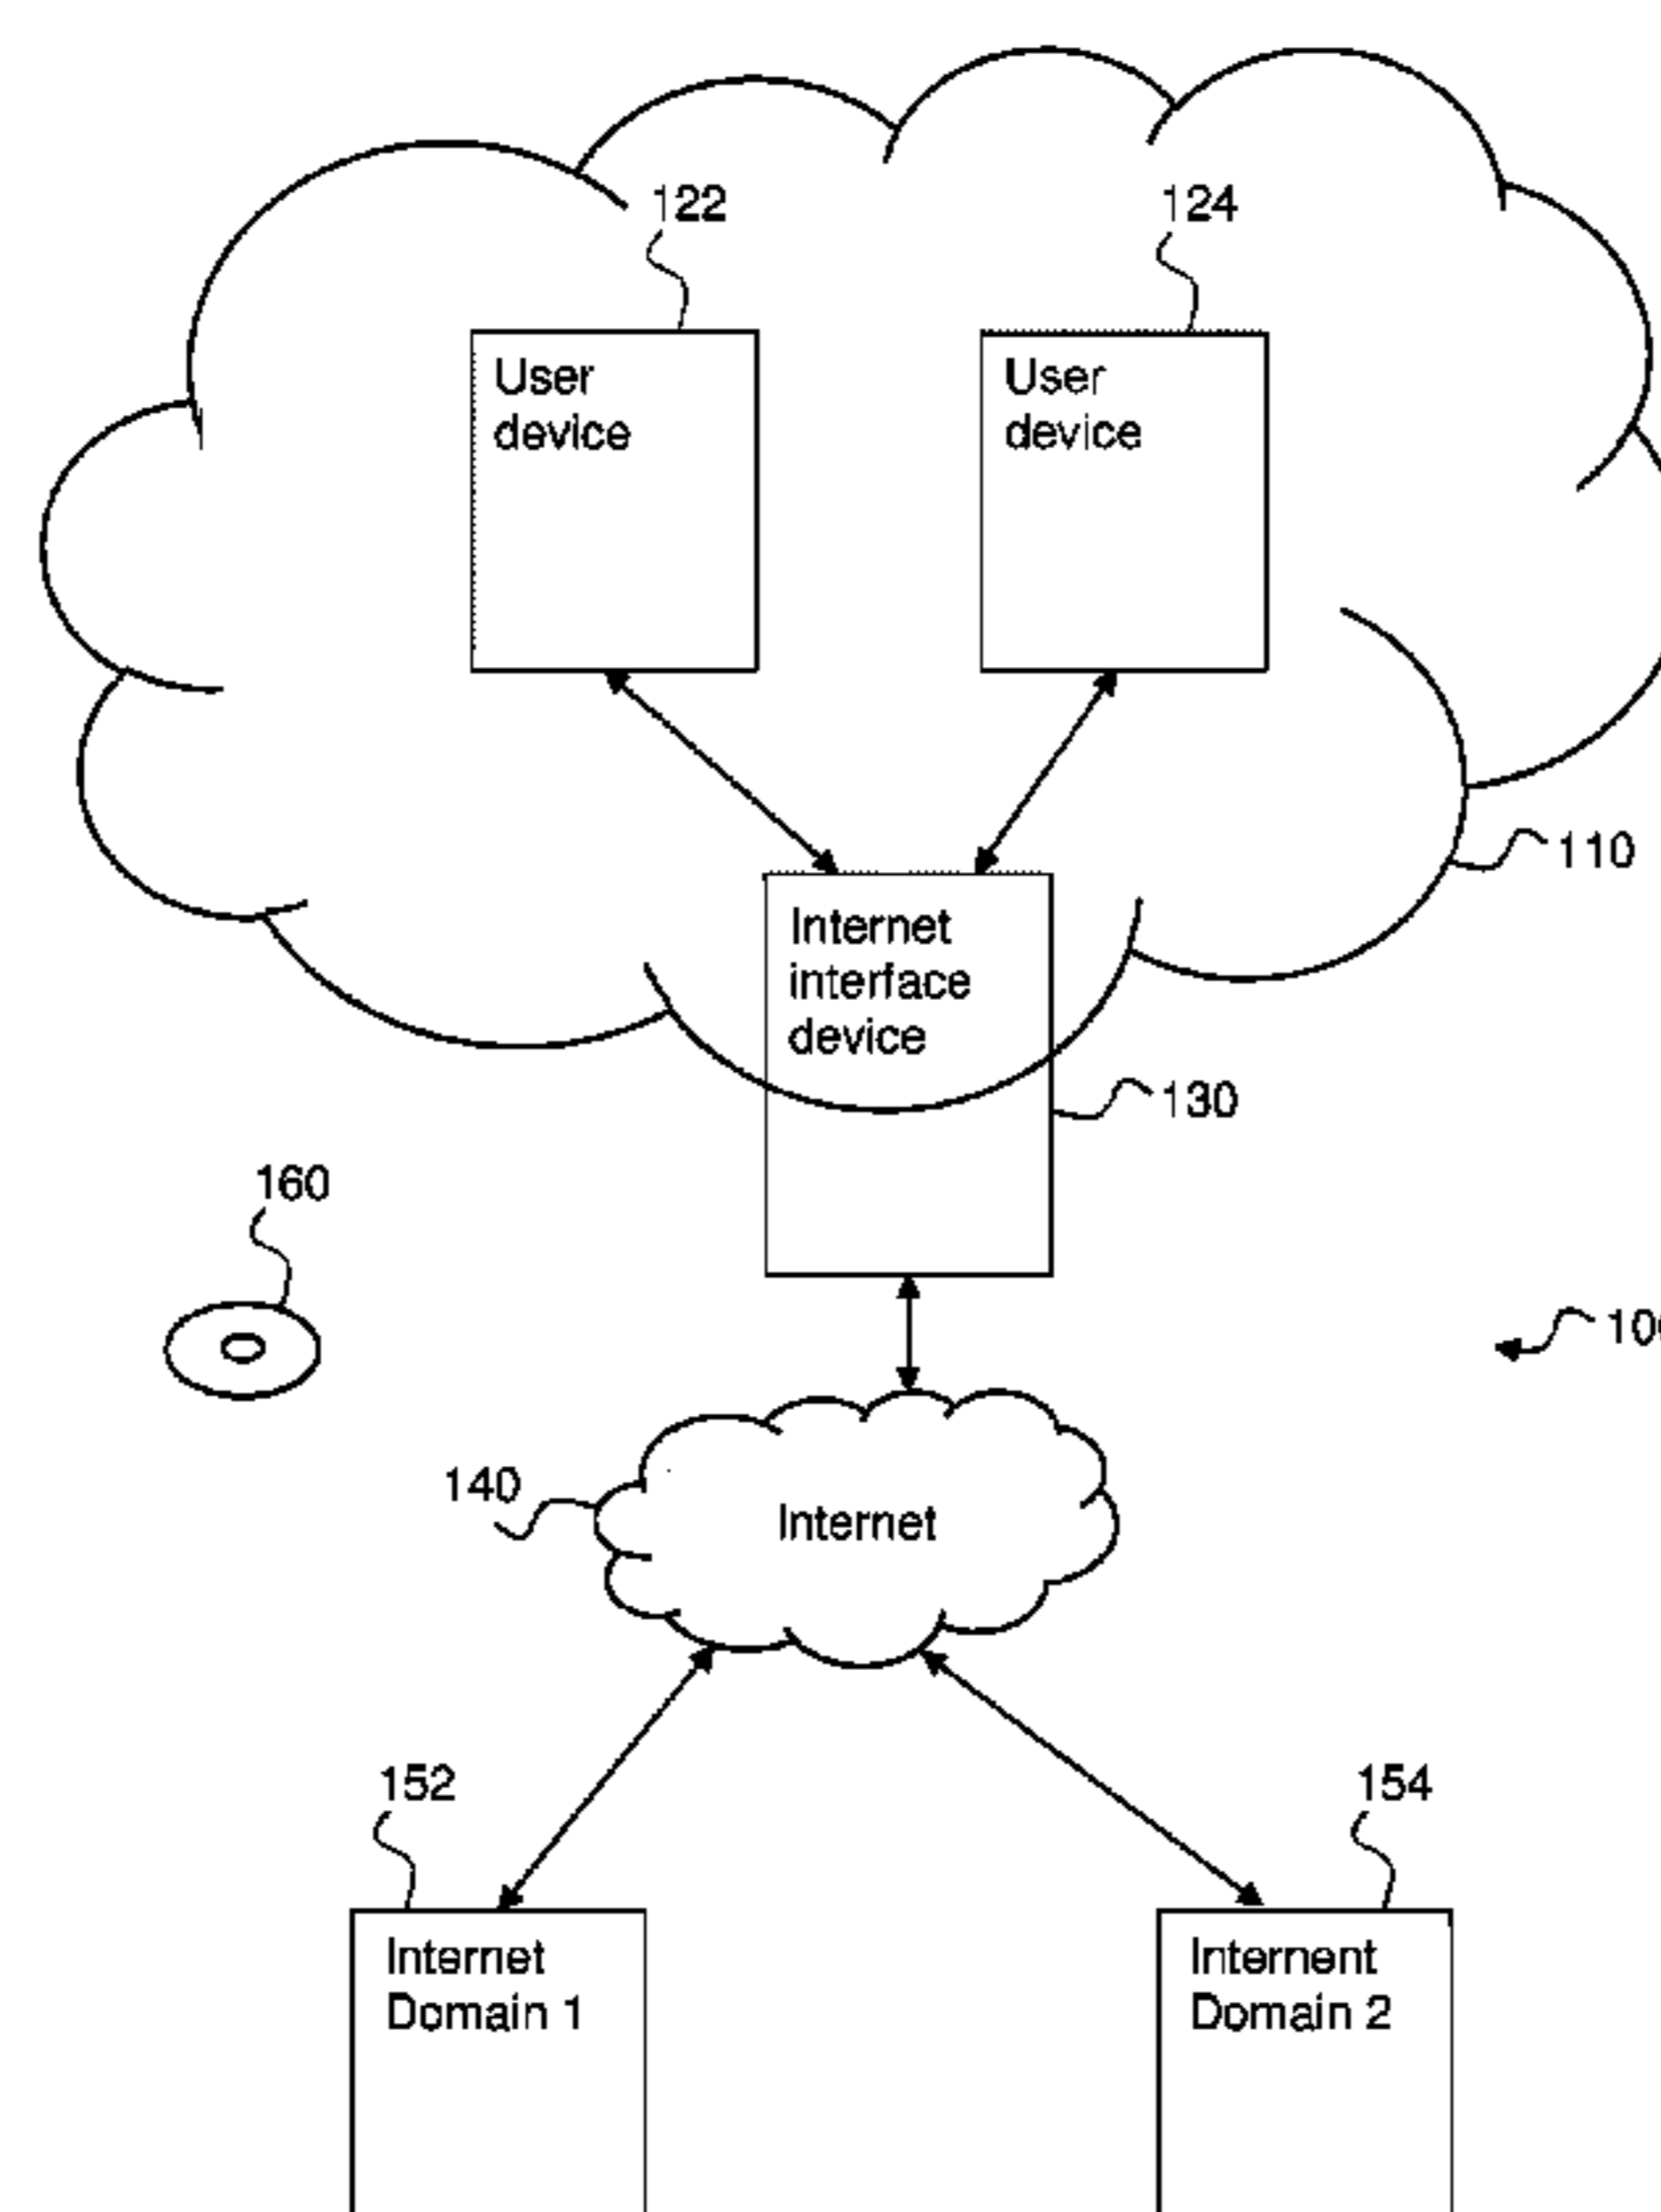 122
124
User
device
User
device
110
Internet
interface
device
130
160
140
Internet
152
154
Internet
Domain 1
Internent
Domain 2